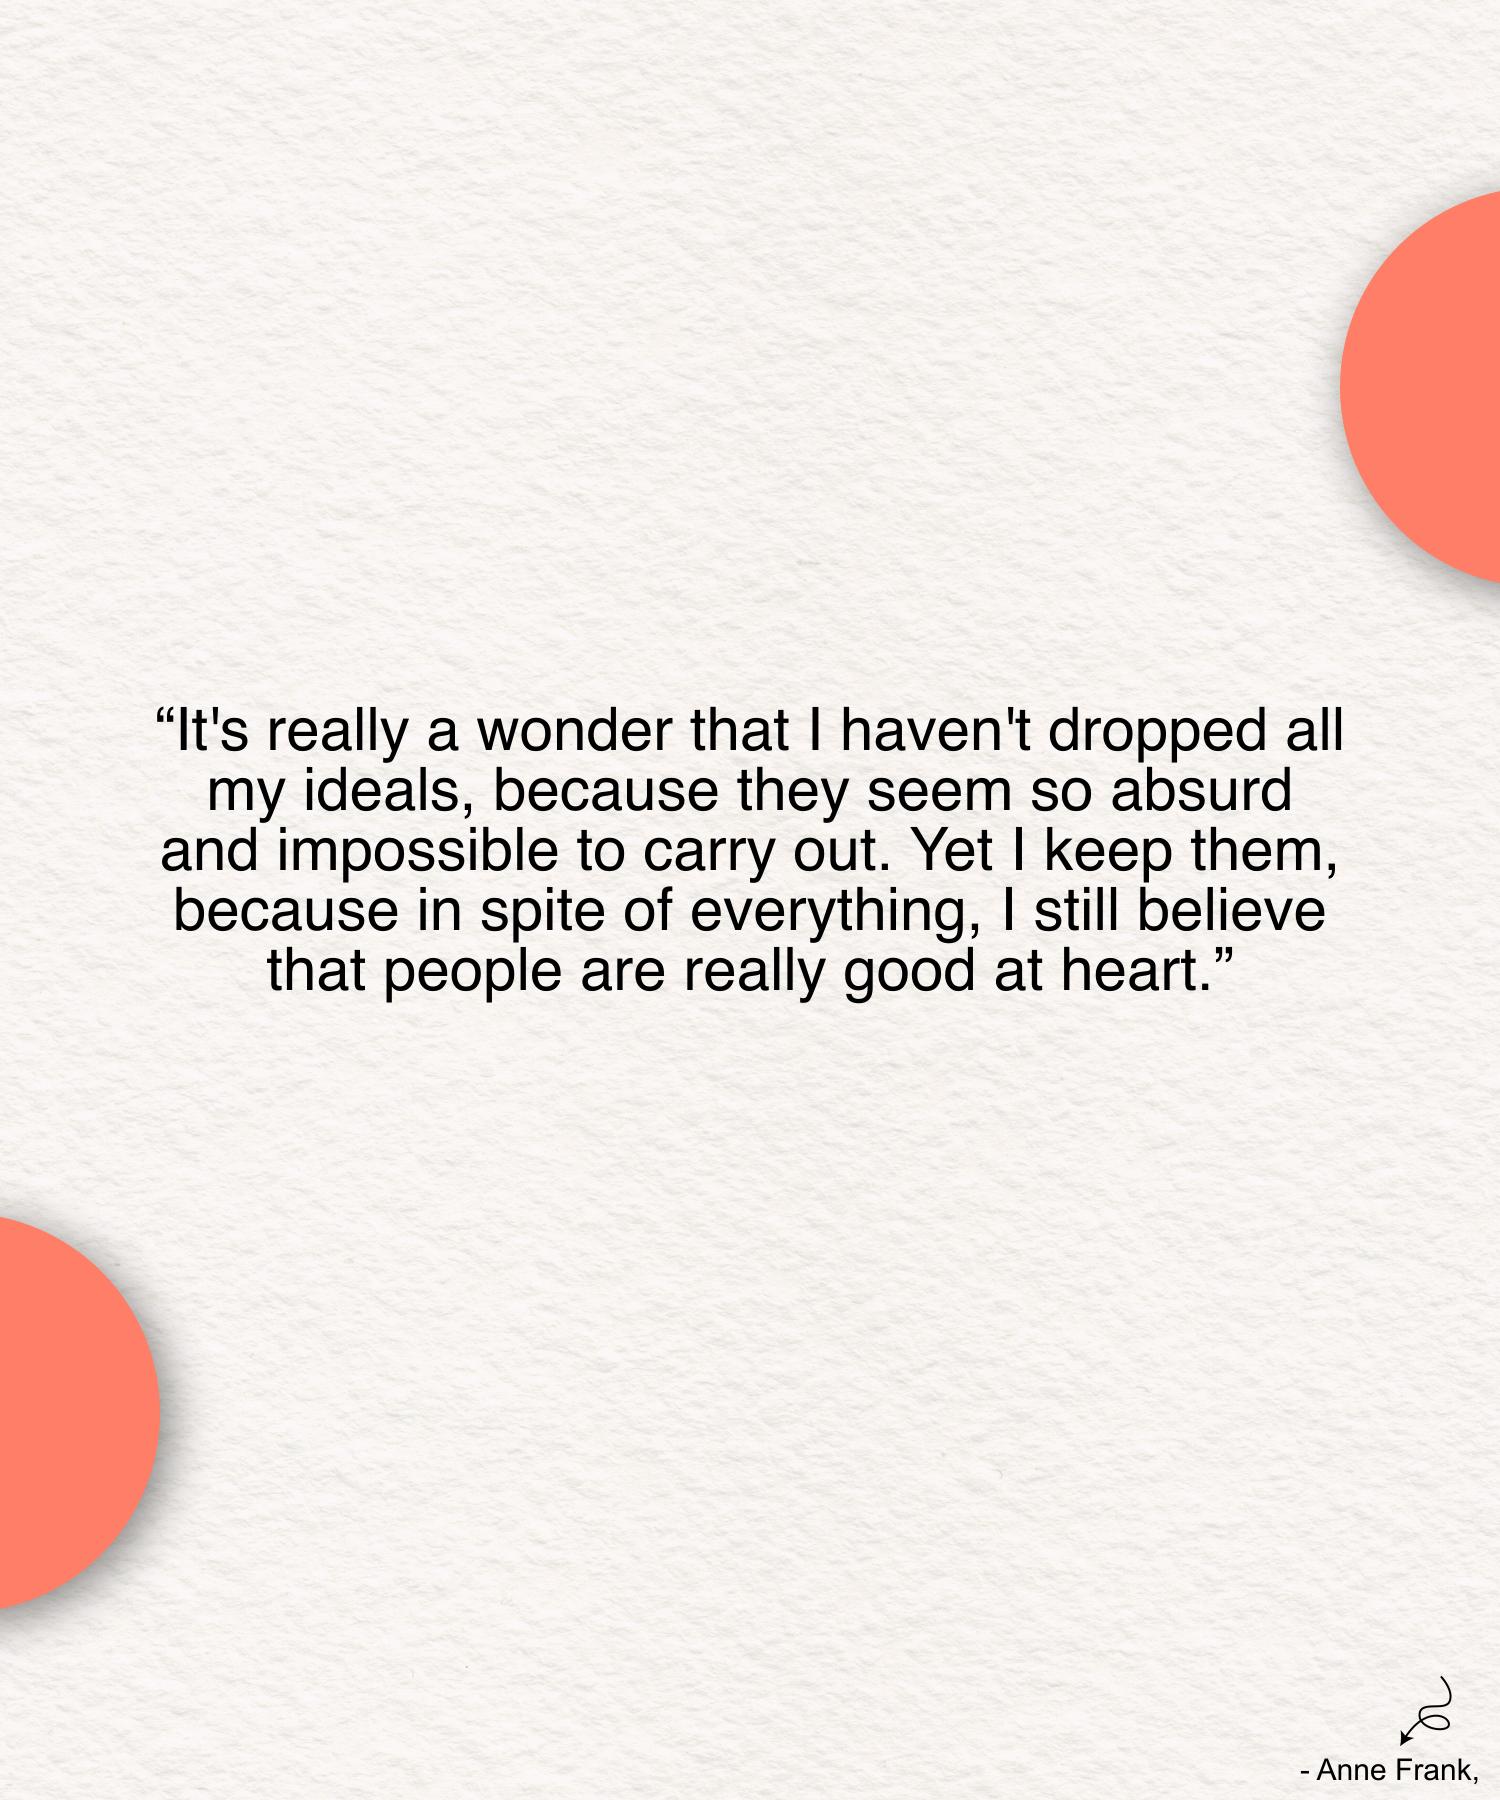 “It's really a wonder that I haven't dropped all
my ideals, because they seem so absurd
and impossible to carry out. Yet I keep them,
because in spite of everything, I still believe
that people are really good at heart.”
- Anne Frank,